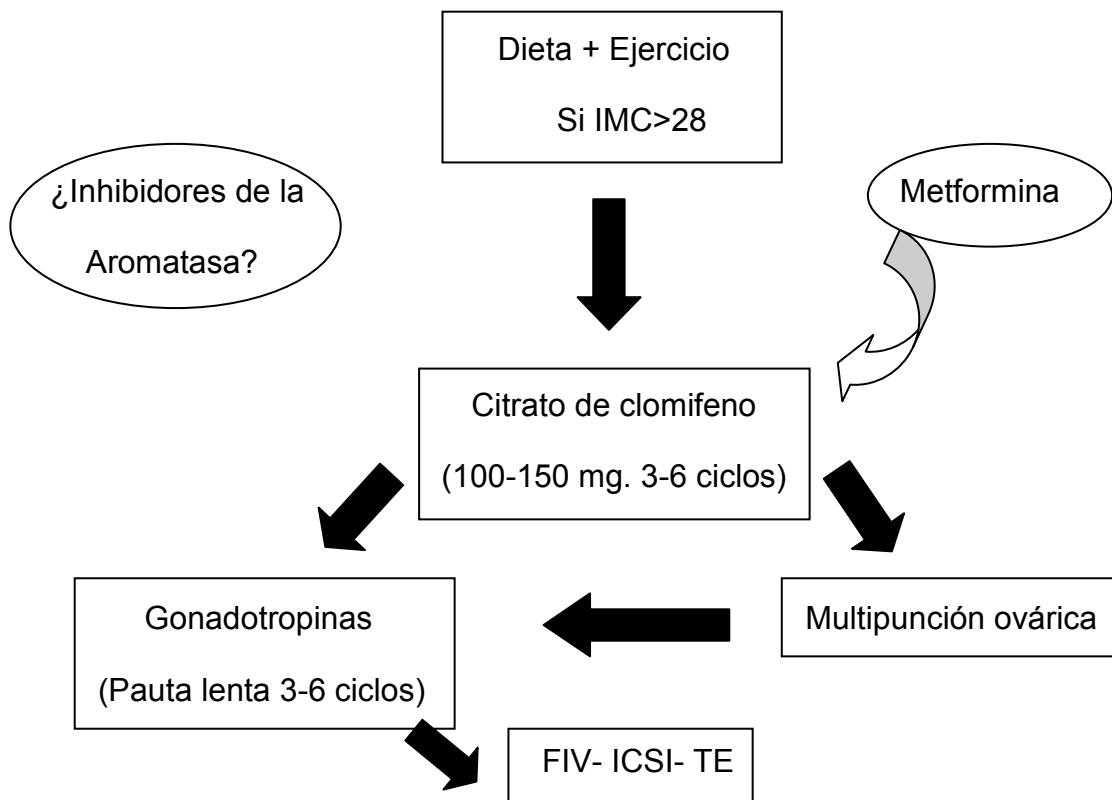 Dieta + Ejercicio
Si IMC>28
¿Inhibidores de la
Aromatasa?
Metformina
Citrato de clomifeno
(100-150 mg. 3-6 ciclos)
Gonadotropinas
(Pauta lenta 3-6 ciclos)
Multipunción ovárica
FIV- ICSI- TE